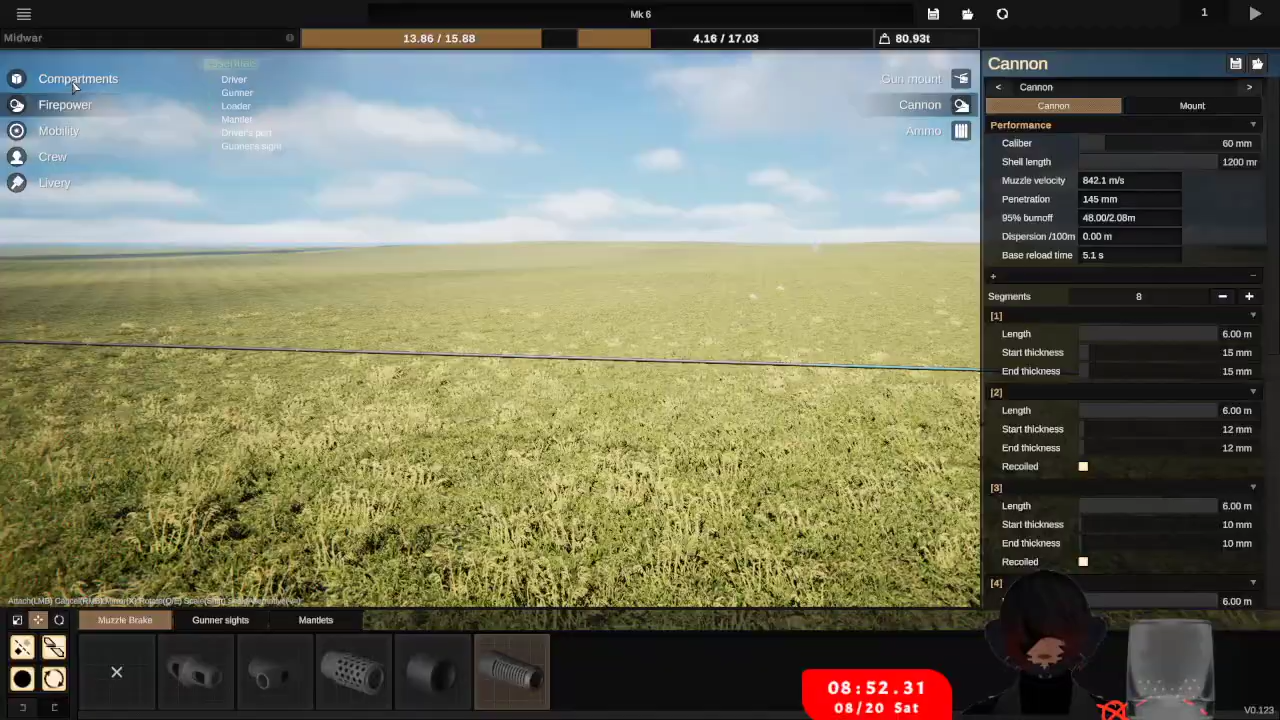 Mk 6
1
Midwar
13.86 / 15.88
4.16 / 17.03
80.93t
Compartments
Firepower
Mobility
Crew
Livery
Driver
Gunner
Loader
Mantlet
Driver's port
Gunner's sight
Gun mount
Cannon
Ammo
Cannon
< Cannon >
Cannon Mount
Performance
Caliber 60 mm
Shell length 1200 mr
Muzzle velocity 842.1 m/s
Penetration 145 mm
95% burnoff 48.00/2.08m
Dispersion /100m 0.00 m
Base reload time 5.1 s
+ −
Segments 8 − +
[1]
Length 6.00 m
Start thickness 15 mm
End thickness 15 mm
[2]
Length 6.00 m
Start thickness 12 mm
End thickness 12 mm
Recoiled
[3]
Length 6.00 m
Start thickness 10 mm
End thickness 10 mm
Recoiled
[4]
6.00 m
Muzzle Brake Gunner sights Mantlets
08:52.31
08/20 Sat
V0.123